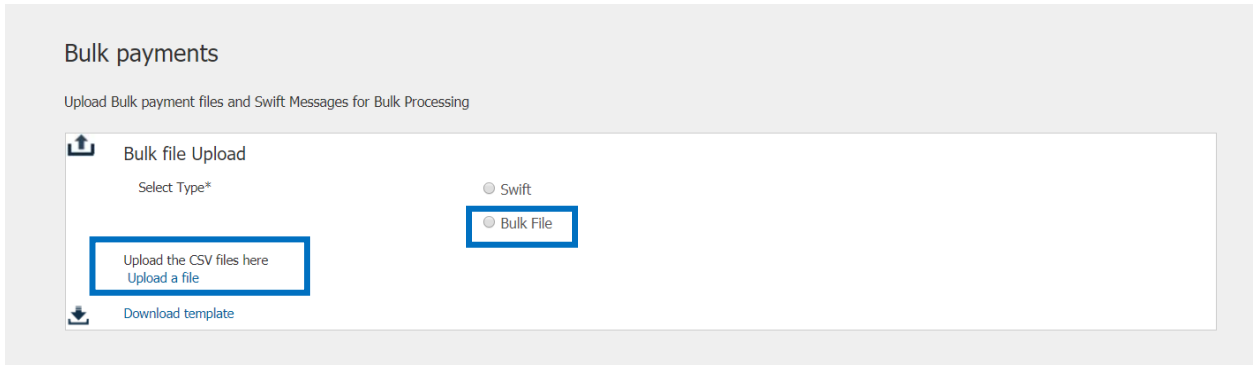 Bulk payments
Upload Bulk payment files and Swift Messages for Bulk Processing
Bulk file Upload
Select Type*
Swift
Bulk File
Upload the CSV files here
Upload a file
Download template